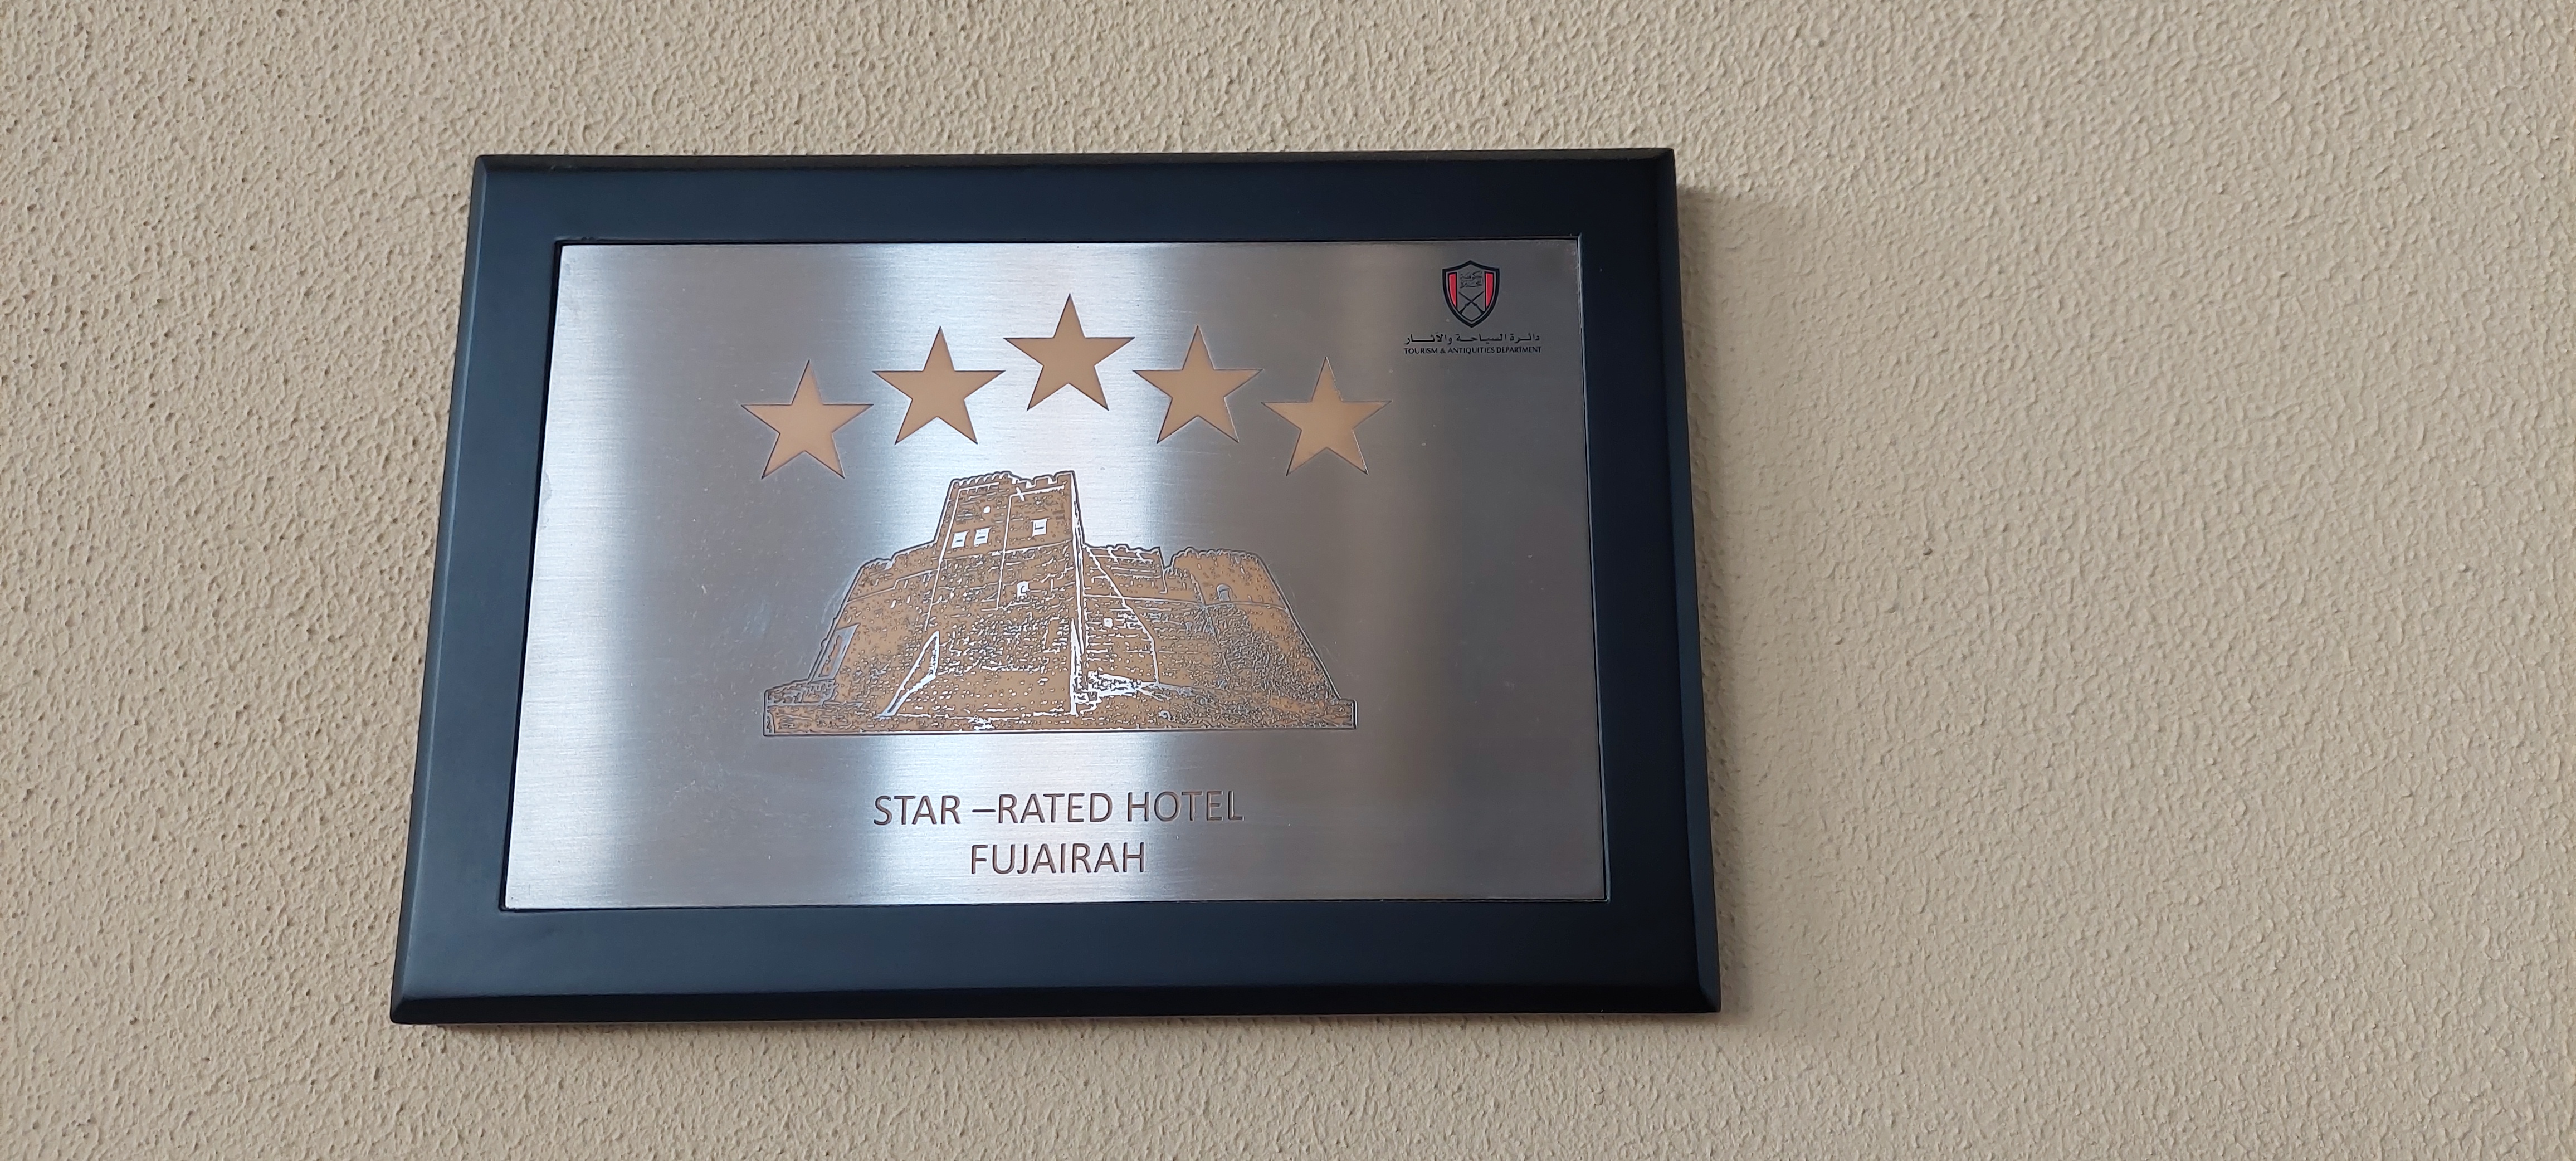 دائرة السياحة والآثار
TOURISM & ANTIQUITIES DEPARTMENT
STAR –RATED HOTEL
FUJAIRAH